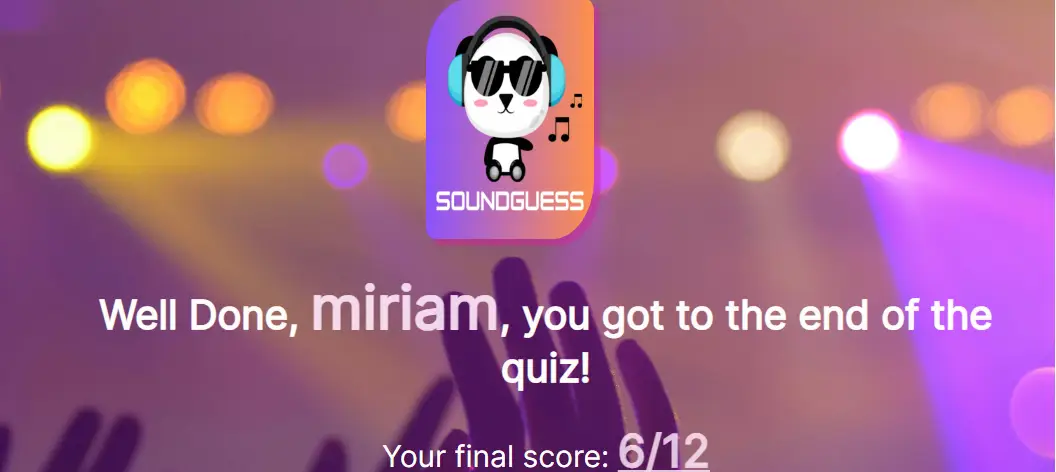 SOUNDGUESS
Well Done, miriam, you got to the end of the
quiz!
Your final score: 6/12